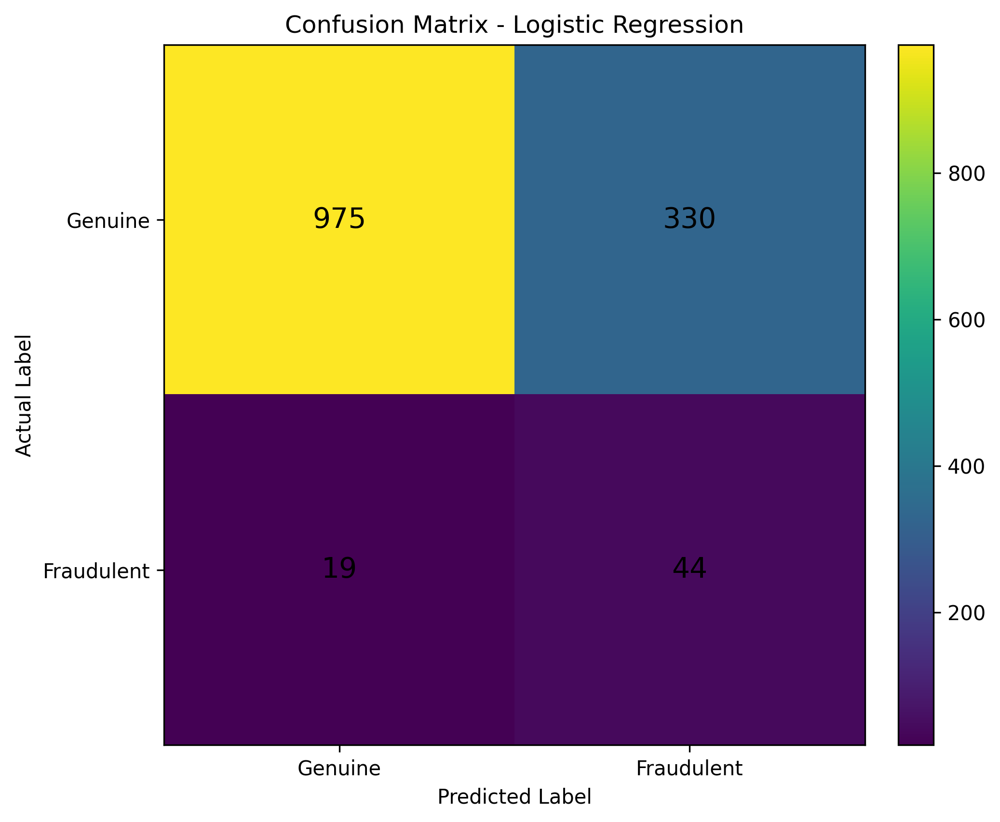 Confusion Matrix - Logistic Regression
Actual Label
Genuine
975
330
Fraudulent
19
44
Genuine
Fraudulent
Predicted Label
800
600
400
200